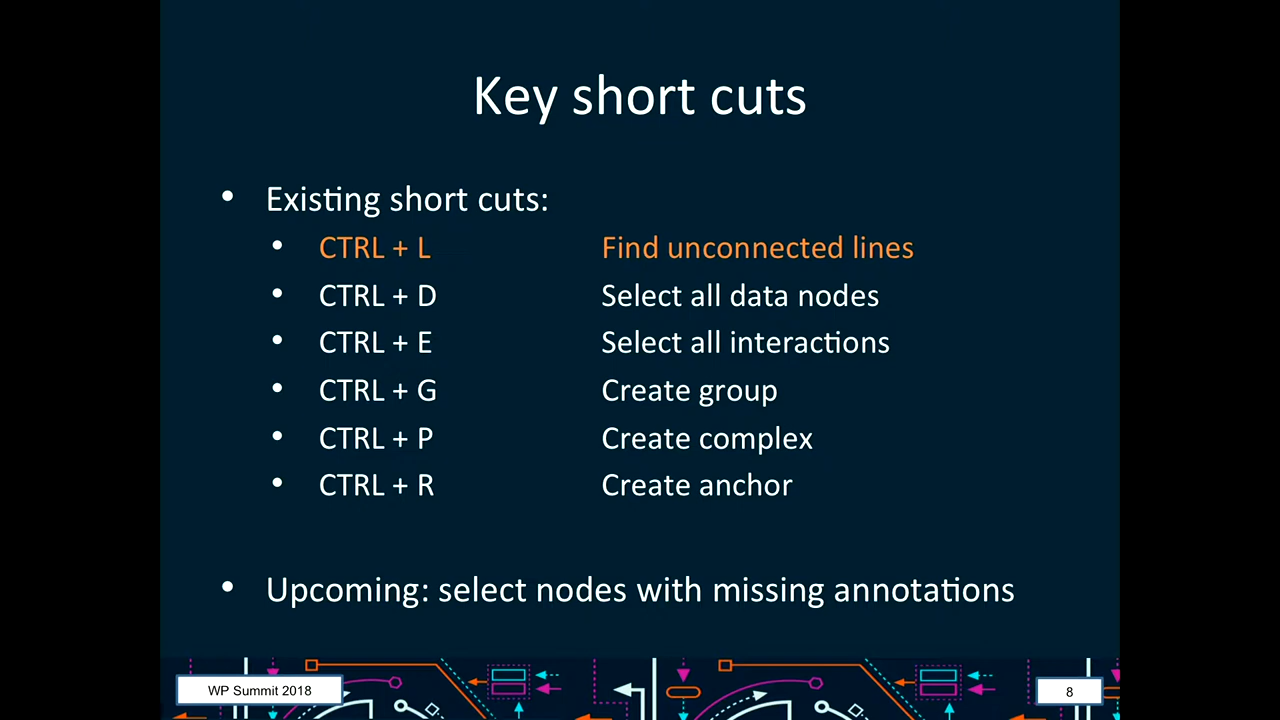 Key short cuts
• Existing short cuts:
• CTRL + L Find unconnected lines
• CTRL + D Select all data nodes
• CTRL + E Select all interactions
• CTRL + G Create group
• CTRL + P Create complex
• CTRL + R Create anchor
• Upcoming: select nodes with missing annotations
WP Summit 2018
8